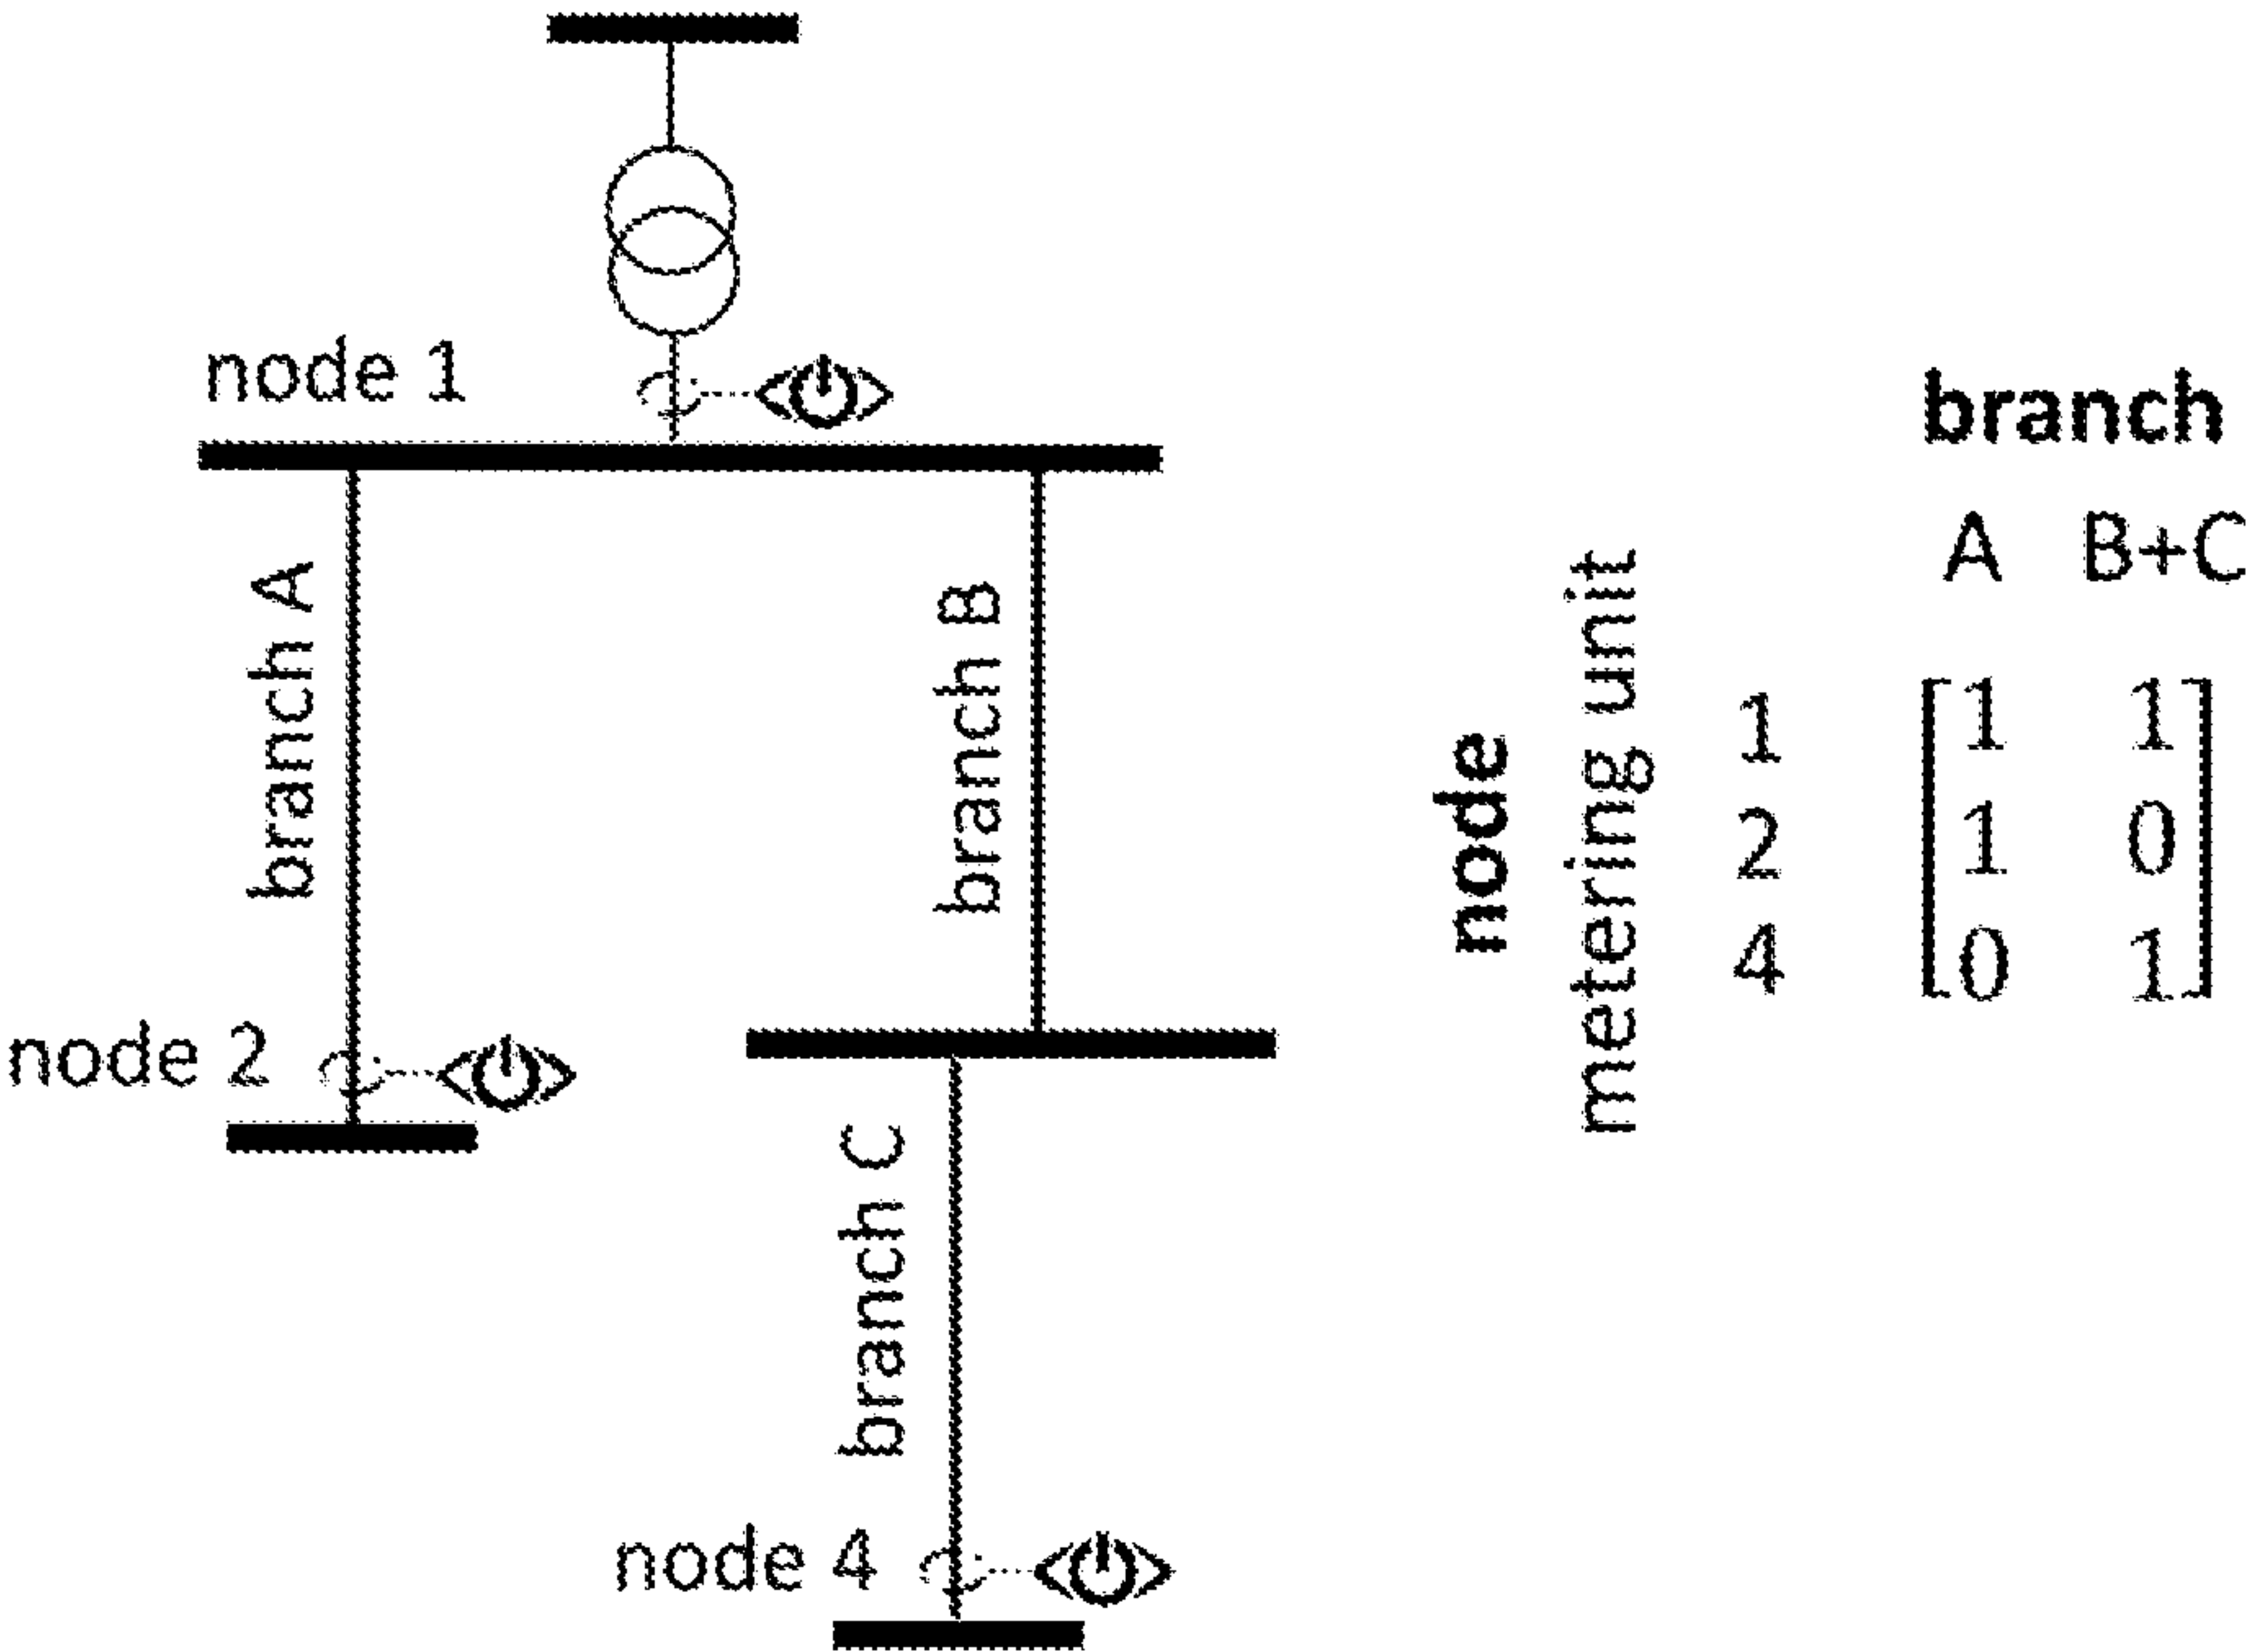 node 1
branch
A B+C
branch A
branch B
node
metering unit
1 1 1
2 1 0
4 0 1
node 2
branch C
node 4